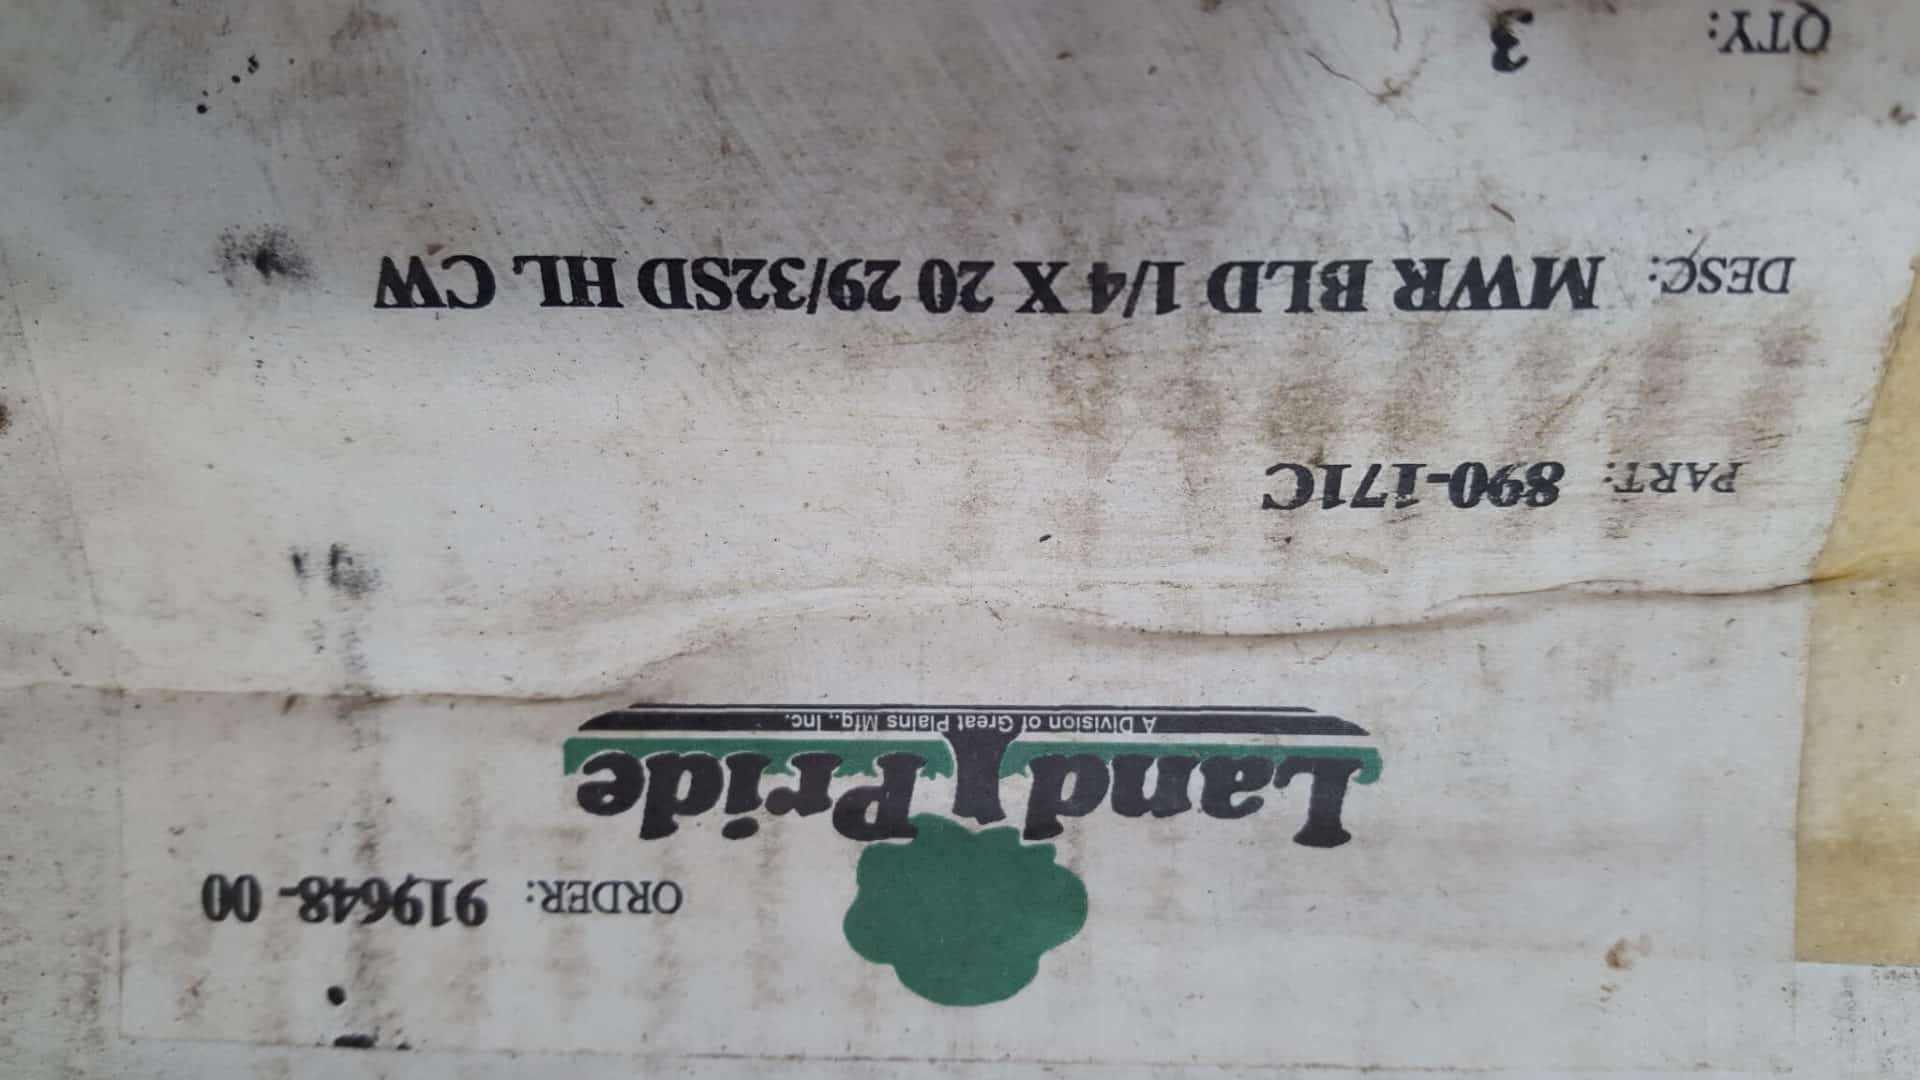 ORDER: 919648-00
Land Pride
A Division of Great Plains Mfg., Inc.
PART: 890-171C
DESC: MWR BLD 1/4 X 20 29/32SD HL CW
QTY: 3